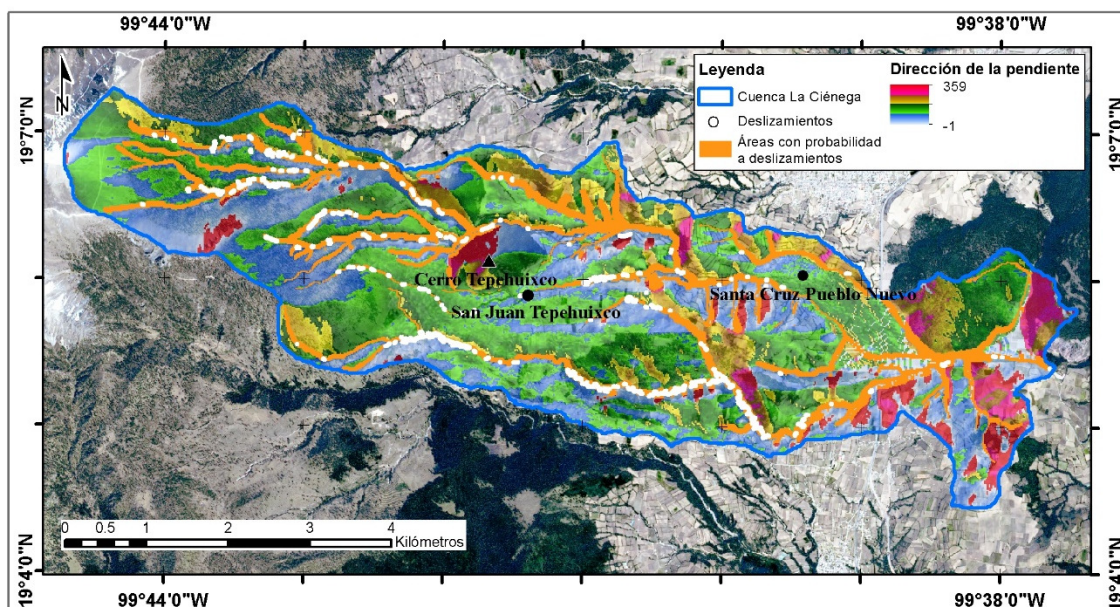 99°44'0"W
99°38'0"W
19°7'0"N
19°7'0"N
N
Leyenda
Cuenca La Ciénega
Deslizamientos
Áreas con probabilidad
a deslizamientos
Dirección de la pendiente
359
-1
Cerro Tepehuixco
San Juan Tepehuixco
Santa Cruz Pueblo Nuevo
0 0.5 1 2 3 4
Kilómetros
19°4'0"N
19°4'0"N
99°44'0"W
99°38'0"W